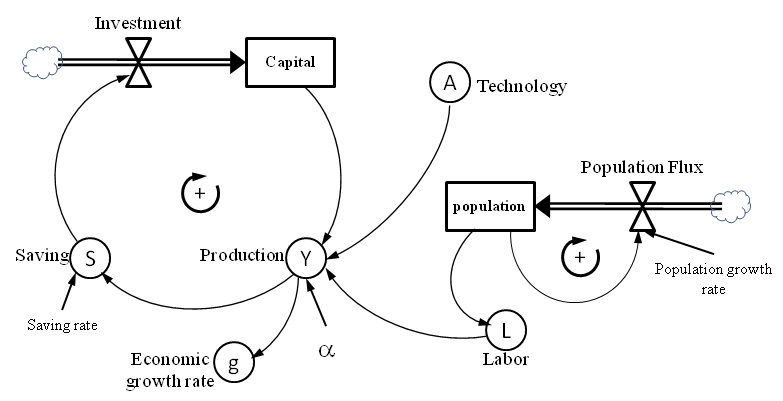 Investment
Capital
A
Technology
Population Flux
+
population
Saving
S
Production
Y
+
Population growth
rate
Saving rate
α
L
Labor
Economic
growth rate
g